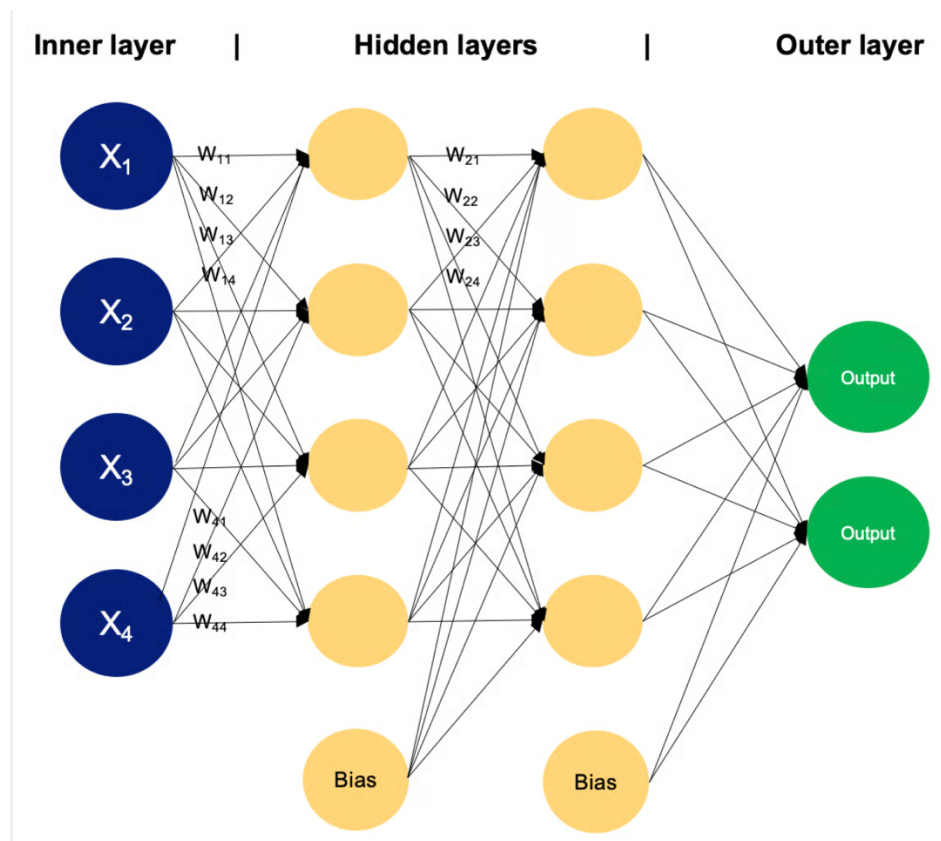 Inner layer | Hidden layers | Outer layer
X₁
W₁₁
W₂₁
W₁₂
W₂₂
W₁₃
W₂₃
W₁₄
W₂₄
X₂
Output
X₃
W₄₁
Output
W₄₂
W₄₃
X₄
W₄₄
Bias
Bias